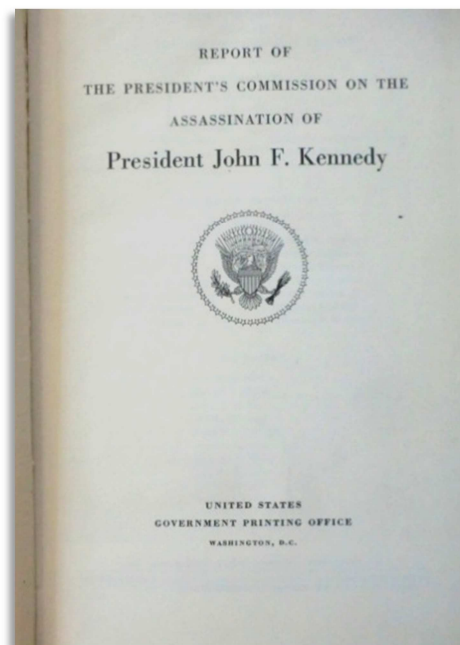 REPORT OF
THE PRESIDENT'S COMMISSION ON THE
ASSASSINATION OF
President John F. Kennedy
UNITED STATES
GOVERNMENT PRINTING OFFICE
WASHINGTON, D.C.